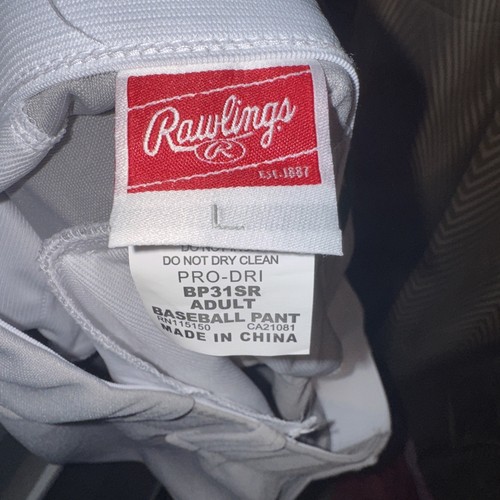 Rawlings
R
EST. 1887
L
DO NOT DRY CLEAN
PRO-DRI
BP31SR
ADULT
BASEBALL PANT
RN115150 CA21081
MADE IN CHINA